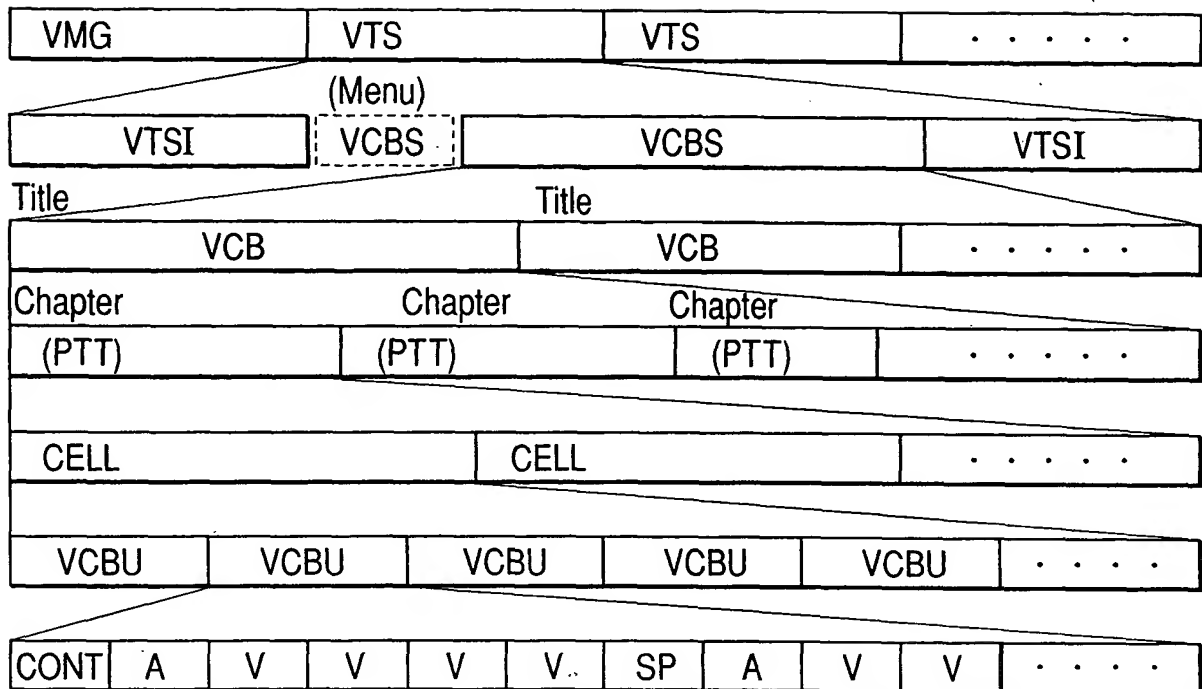 VMG VTS VTS . . . . .
(Menu)
VTSI VCBS VCBS VTSI
Title Title
VCB VCB . . . . .
Chapter Chapter Chapter
(PTT) (PTT) (PTT) . . . . .
CELL CELL . . . . .
VCBU VCBU VCBU VCBU VCBU . . . .
CONT A V V V V SP A V V . . . .